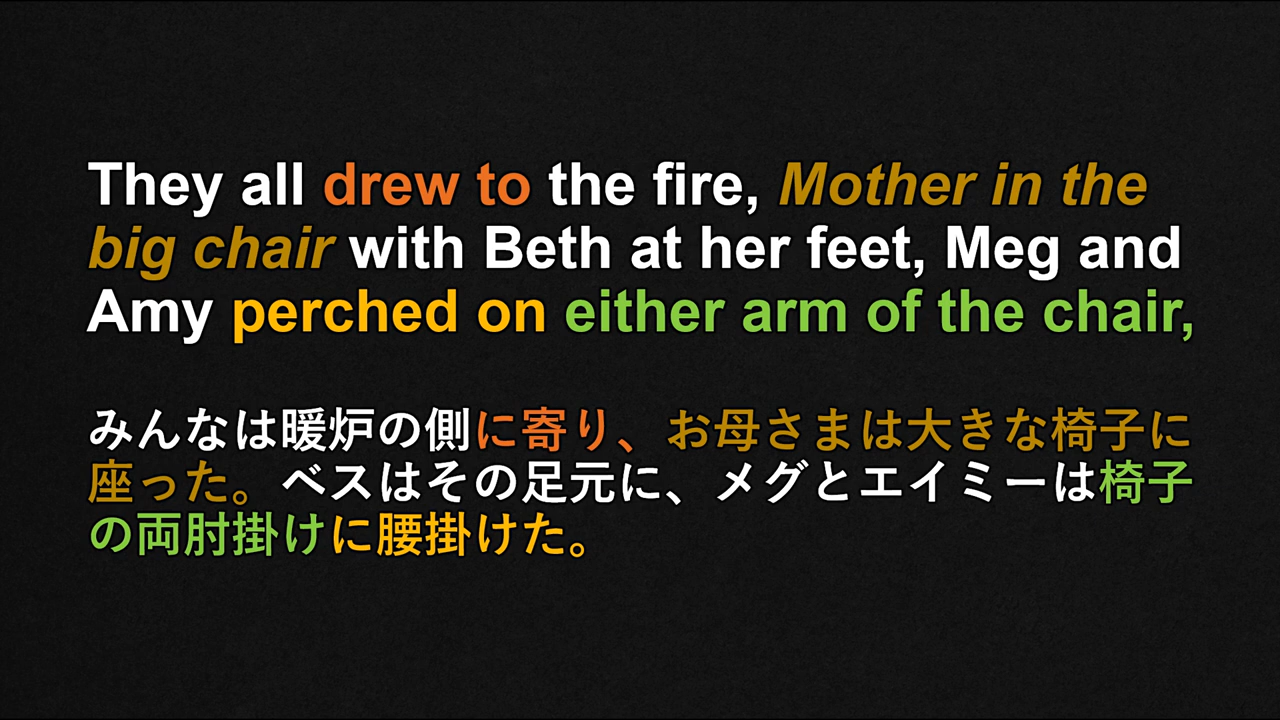 They all drew to the fire, Mother in the
big chair with Beth at her feet, Meg and
Amy perched on either arm of the chair,
みんなは暖炉の側に寄り、お母さまは大きな椅子に
座った。 ベスはその足元に、メグとエイミーは椅子
の両肘掛けに腰掛けた。